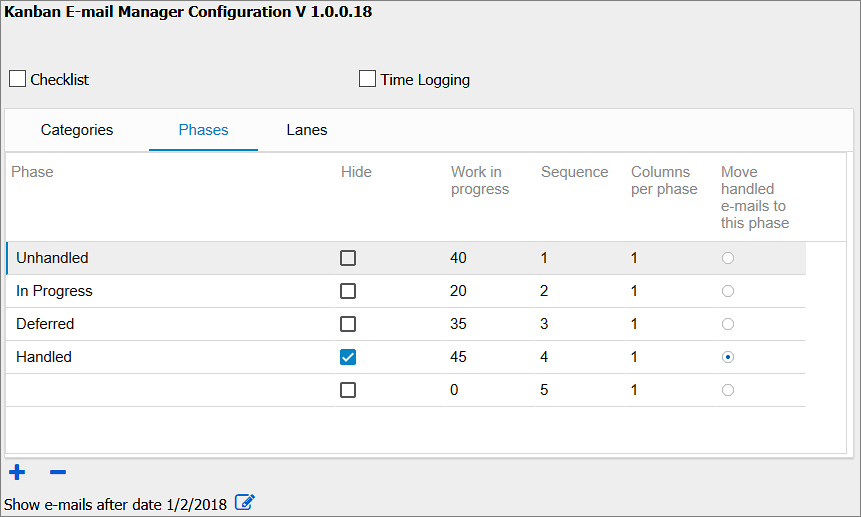 Kanban E-mail Manager Configuration V 1.0.0.18
Checklist Time Logging
Categories Phases Lanes
Phase Hide Work in progress Sequence Columns per phase Move handled e-mails to this phase
Unhandled 40 1 1
In Progress 20 2 1
Deferred 35 3 1
Handled 45 4 1
0 5 1
Show e-mails after date 1/2/2018